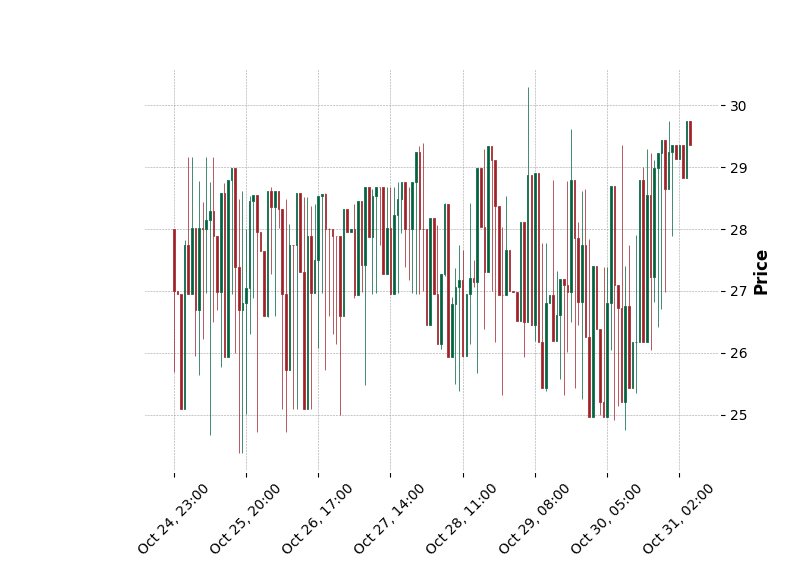 30
29
28
27
26
25
Price
Oct 24, 23:00
Oct 25, 20:00
Oct 26, 17:00
Oct 27, 14:00
Oct 28, 11:00
Oct 29, 08:00
Oct 30, 05:00
Oct 31, 02:00